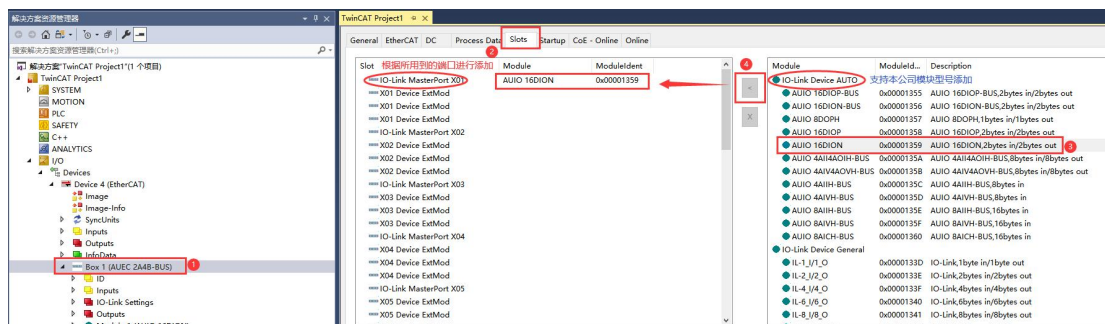 解决方案资源管理器
搜索解决方案资源管理器(Ctrl+;)
解决方案"TwinCAT Project1"(1 个项目)
TwinCAT Project1
SYSTEM
MOTION
PLC
SAFETY
C++
ANALYTICS
I/O
Devices
Device 4 (EtherCAT)
Image
Image-Info
SyncUnits
Inputs
Outputs
InfoData
Box 1 (AUEC 2A4B-BUS) 1
ID
Inputs
IO-Link Settings
Outputs
TwinCAT Project1
General EtherCAT DC Process Data Slots Startup CoE - Online Online
2
Slot 根据所用到的端口进行添加 Module ModuleIdent
IO-Link MasterPort X01 AUIO 16DION 0x00001359
X01 Device ExtMod
X01 Device ExtMod
X01 Device ExtMod
IO-Link MasterPort X02
X02 Device ExtMod
X02 Device ExtMod
X02 Device ExtMod
IO-Link MasterPort X03
X03 Device ExtMod
X03 Device ExtMod
X03 Device ExtMod
IO-Link MasterPort X04
X04 Device ExtMod
X04 Device ExtMod
X04 Device ExtMod
IO-Link MasterPort X05
X05 Device ExtMod
X05 Device ExtMod
4
<
X
Module ModuleId... Description
IO-Link Device AUTO 支持本公司模块型号添加
AUIO 16DIOP-BUS 0x00001355 AUIO 16DIOP-BUS,2bytes in/2bytes out
AUIO 16DION-BUS 0x00001356 AUIO 16DION-BUS,2bytes in/2bytes out
AUIO 8DOPH 0x00001357 AUIO 8DOPH,1bytes in/1bytes out
AUIO 16DIOP 0x00001358 AUIO 16DIOP,2bytes in/2bytes out
AUIO 16DION 0x00001359 AUIO 16DION,2bytes in/2bytes out 3
AUIO 4AII4AOIH-BUS 0x0000135A AUIO 4AII4AOIH-BUS,8bytes in/8bytes out
AUIO 4AIV4AOVH-BUS 0x0000135B AUIO 4AIV4AOVH-BUS,8bytes in/8bytes out
AUIO 4AIIH-BUS 0x0000135C AUIO 4AIIH-BUS,8bytes in
AUIO 4AIVH-BUS 0x0000135D AUIO 4AIVH-BUS,8bytes in
AUIO 8AIIH-BUS 0x0000135E AUIO 8AIIH-BUS,16bytes in
AUIO 8AIVH-BUS 0x0000135F AUIO 8AIVH-BUS,16bytes in
AUIO 8AICH-BUS 0x00001360 AUIO 8AICH-BUS,16bytes in
IO-Link Device General
IL-1_I/1_O 0x0000133D IO-Link,1byte in/1byte out
IL-2_I/2_O 0x0000133E IO-Link,2bytes in/2bytes out
IL-4_I/4_O 0x0000133F IO-Link,4bytes in/4bytes out
IL-6_I/6_O 0x00001340 IO-Link,6bytes in/6bytes out
IL-8_I/8_O 0x00001341 IO-Link,8bytes in/8bytes out